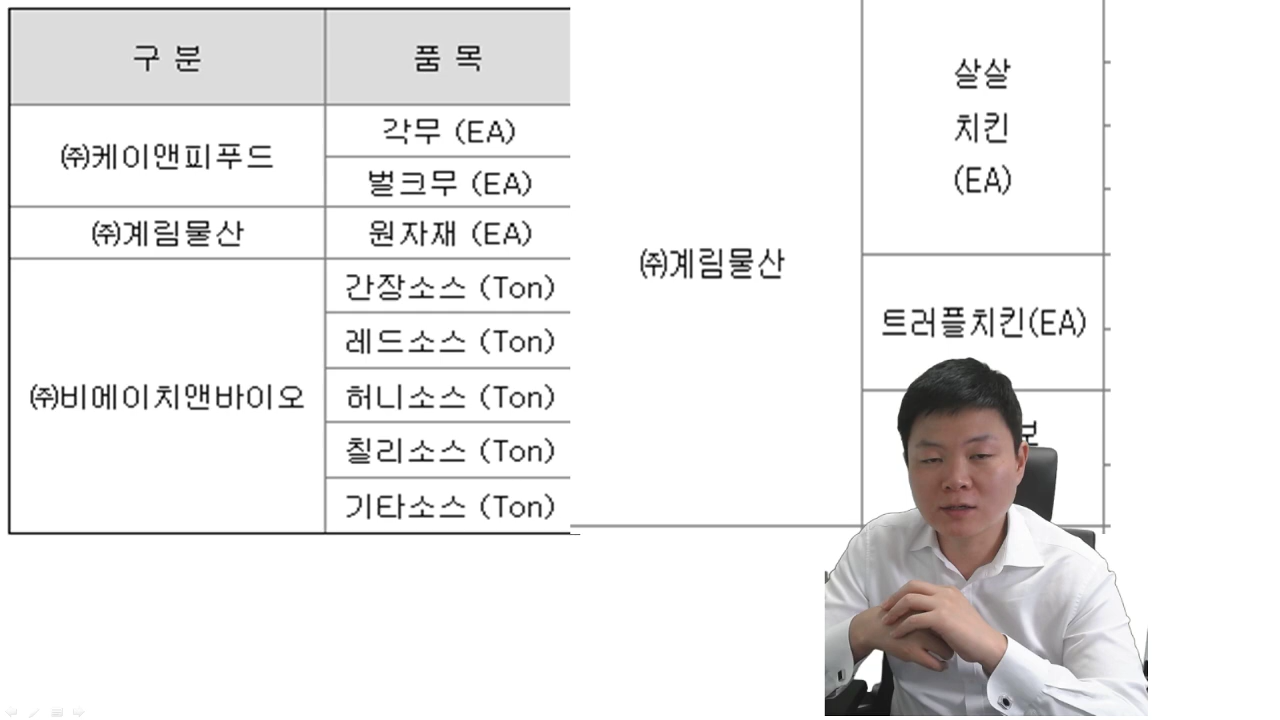 구 분 품 목
㈜케이앤피푸드 각무 (EA)
벌크무 (EA)
㈜계림물산 원자재 (EA)
㈜비에이치앤바이오 간장소스 (Ton)
레드소스 (Ton)
허니소스 (Ton)
칠리소스 (Ton)
기타소스 (Ton)
㈜계림물산
살살
치킨
(EA)
트러플치킨(EA)